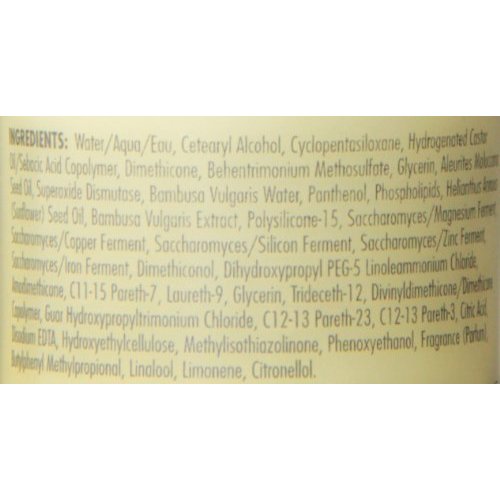 INGREDIENTS: Water/Aqua/Eau, Cetearyl Alcohol, Cyclopentasiloxane, Hydrogenated Castor
Oil/Sebacic Acid Copolymer, Dimethicone, Behentrimonium Methosulfate, Glycerin, Aleurites Moluccana
Seed Oil, Superoxide Dismutase, Bambusa Vulgaris Water, Panthenol, Phospholipids, Helianthus Annuus
(Sunflower) Seed Oil, Bambusa Vulgaris Extract, Polysilicone-15, Saccharomyces/Magnesium Ferment,
Saccharomyces/Copper Ferment, Saccharomyces/Silicon Ferment, Saccharomyces/Zinc Ferment,
Saccharomyces/Iron Ferment, Dimethiconol, Dihydroxypropyl PEG-5 Linoleammonium Chloride,
Amodimethicone, C11-15 Pareth-7, Laureth-9, Glycerin, Trideceth-12, Divinyldimethicone/Dimethicone
Copolymer, Guar Hydroxypropyltrimonium Chloride, C12-13 Pareth-23, C12-13 Pareth-3, Citric Acid,
Disodium EDTA, Hydroxyethylcellulose, Methylisothiazolinone, Phenoxyethanol, Fragrance (Parfum),
Butylphenyl Methylpropional, Linalool, Limonene, Citronellol.